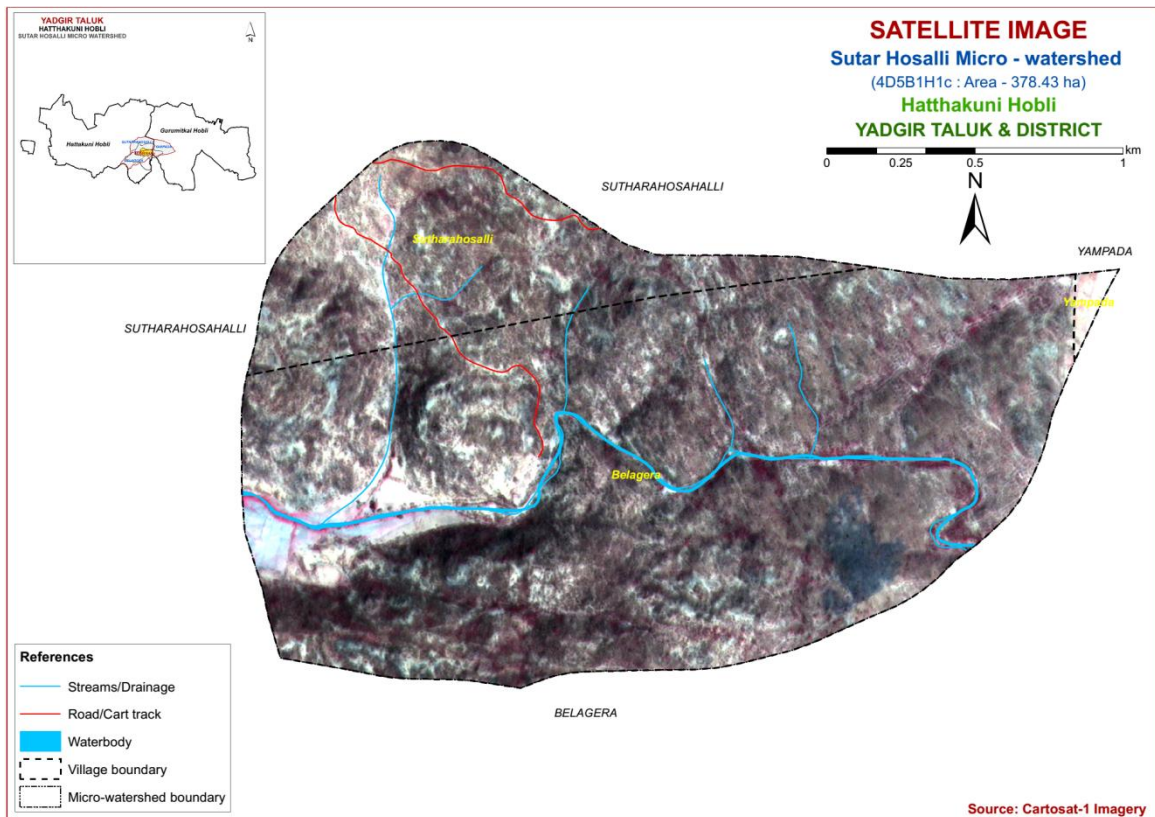 YADGIR TALUK
HATTHAKUNI HOBLI
SUTAR HOSALLI MICRO WATERSHED
N
Gurumitkal Hobli
Hattakuni Hobli
SATELLITE IMAGE
Sutar Hosalli Micro - watershed
(4D5B1H1c : Area - 378.43 ha)
Hatthakuni Hobli
YADGIR TALUK & DISTRICT
km
0 0.25 0.5 1
N
SUTHARAHOSAHALLI
YAMPADA
Sutharahosalli
Yampada
SUTHARAHOSAHALLI
Belagera
BELAGERA
References
Streams/Drainage
Road/Cart track
Waterbody
Village boundary
Micro-watershed boundary
Source: Cartosat-1 Imagery